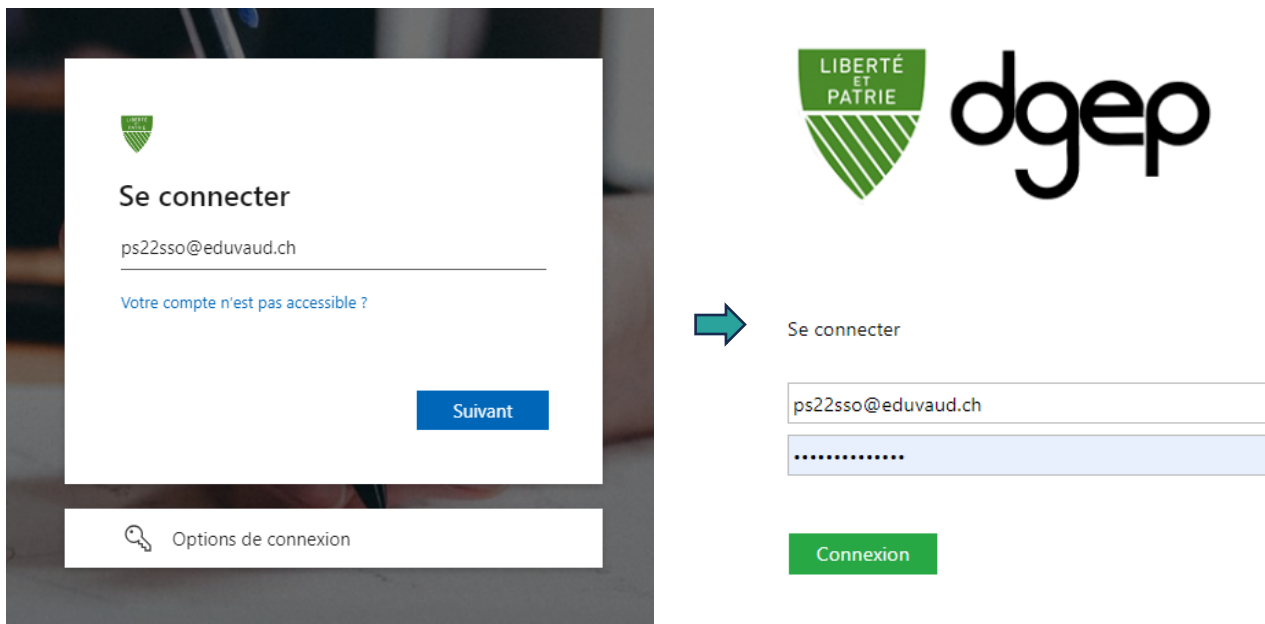 LIBERTÉ
ET
PATRIE
Se connecter
ps22sso@eduvaud.ch
Votre compte n'est pas accessible ?
Suivant
Options de connexion
LIBERTÉ
ET
PATRIE
dgep
Se connecter
ps22sso@eduvaud.ch
••••••••••••••
Connexion